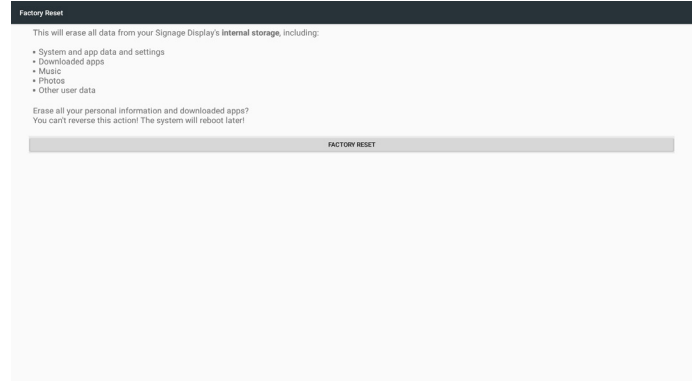 Factory Reset
This will erase all data from your Signage Display's internal storage, including:
▪ System and app data and settings
▪ Downloaded apps
▪ Music
▪ Photos
▪ Other user data
Erase all your personal information and downloaded apps?
You can't reverse this action! The system will reboot later!
FACTORY RESET